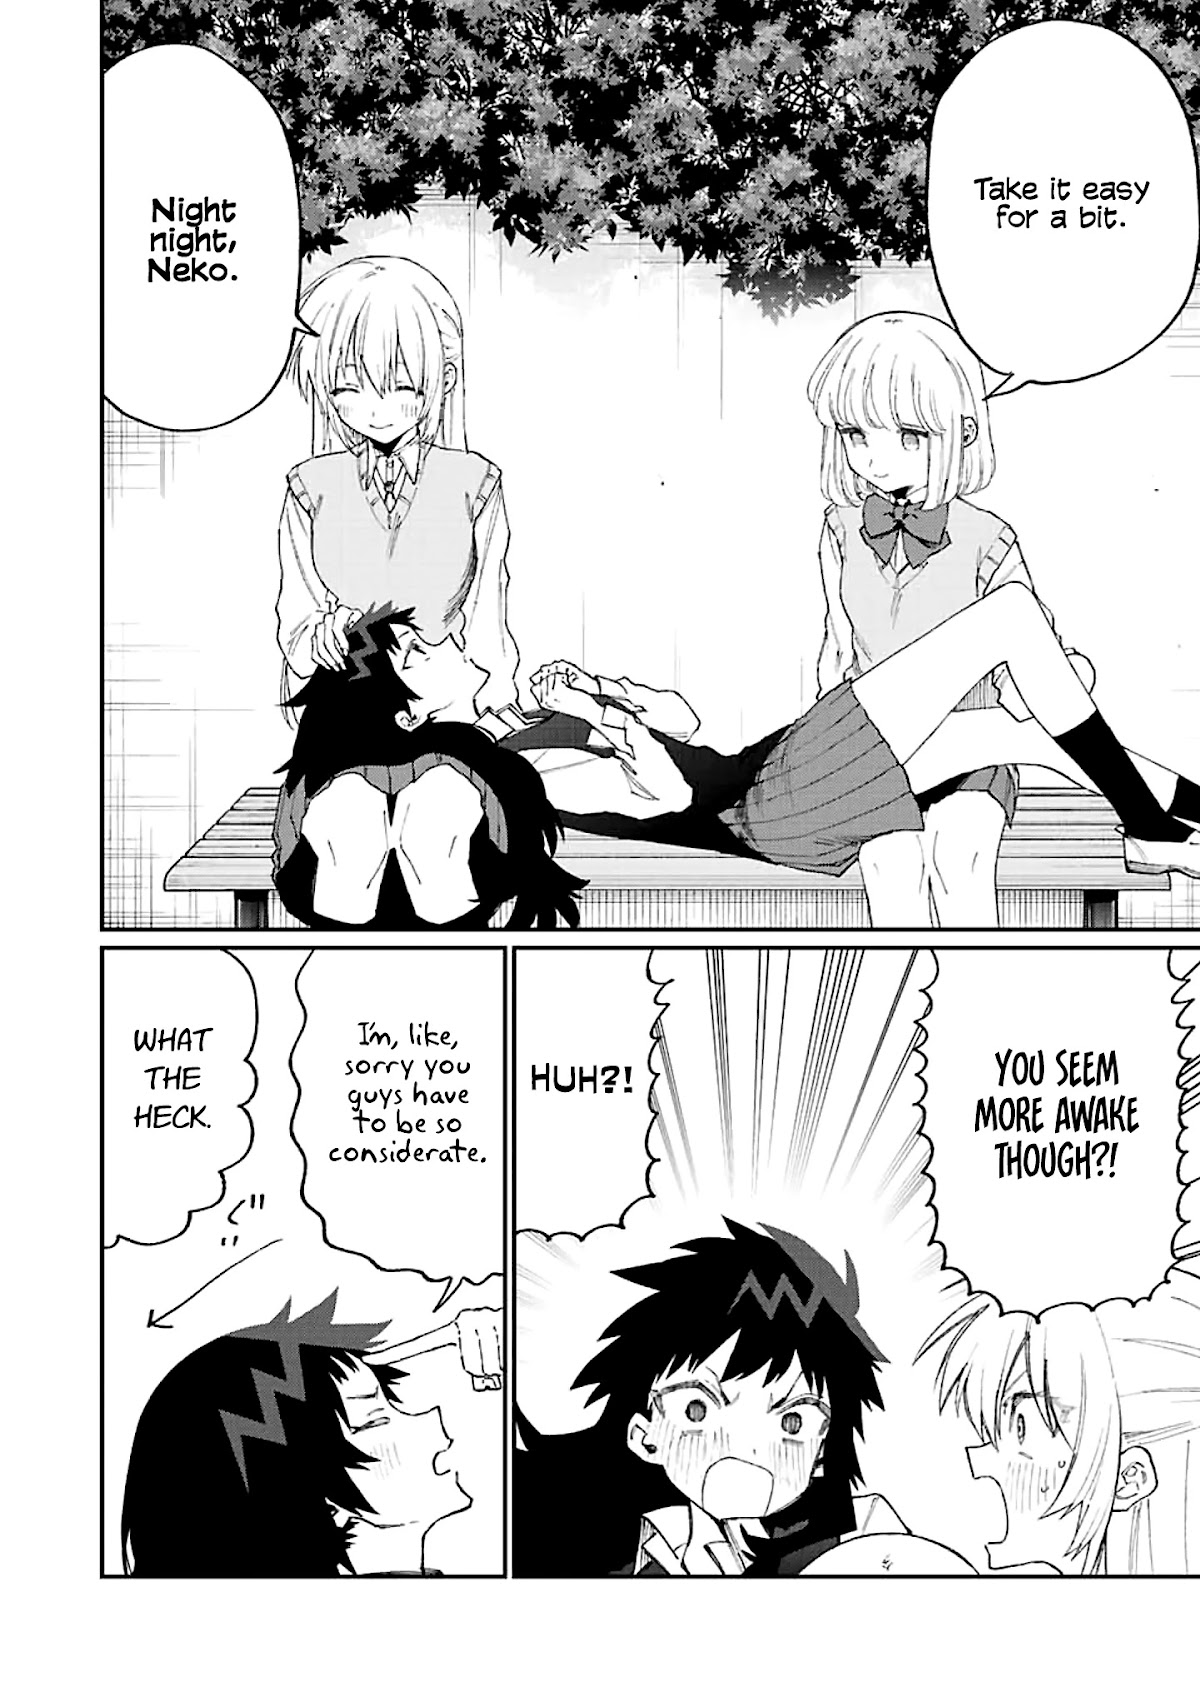 Take it easy
for a bit.
Night
night,
Neko.
YOU SEEM
MORE AWAKE
THOUGH?!
HUH?!
I'm, like,
sorry you
guys have
to be so
considerate.
WHAT
THE
HECK.